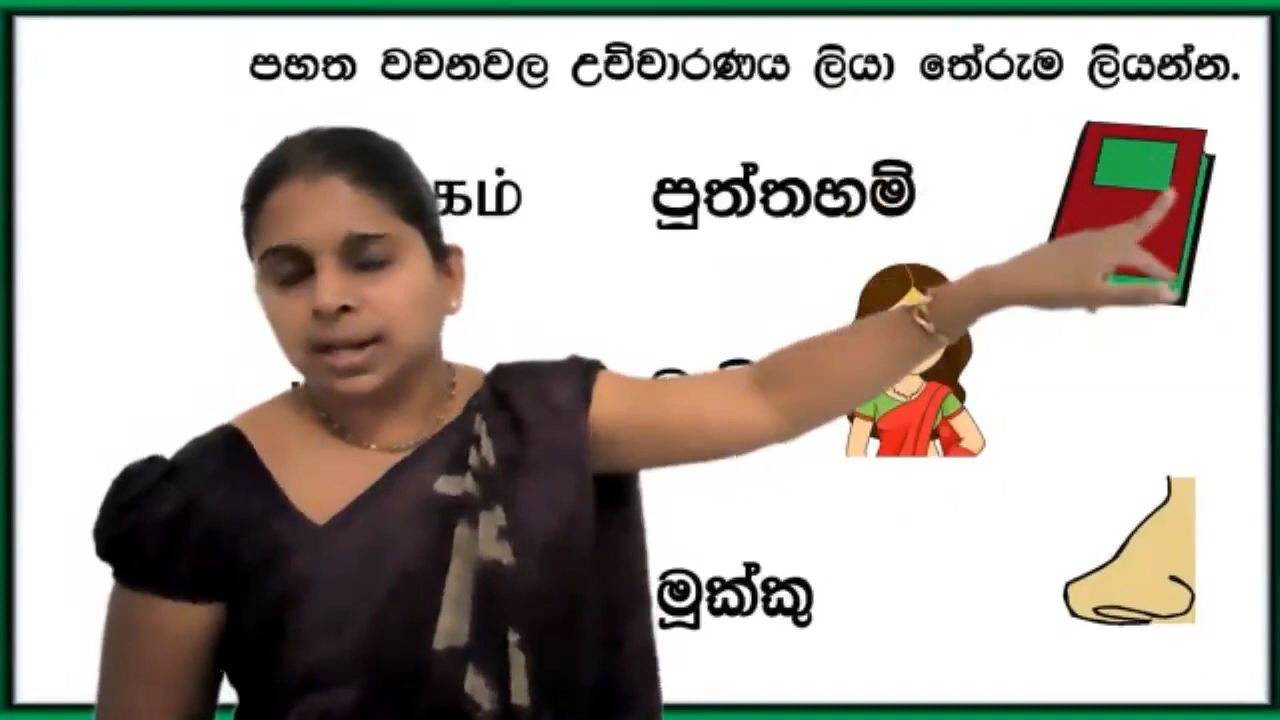 පහත වචනවල උච්චාරණය ලියා තේරුම ලියන්න.
கம் පුත්තහම්
මූක්කු